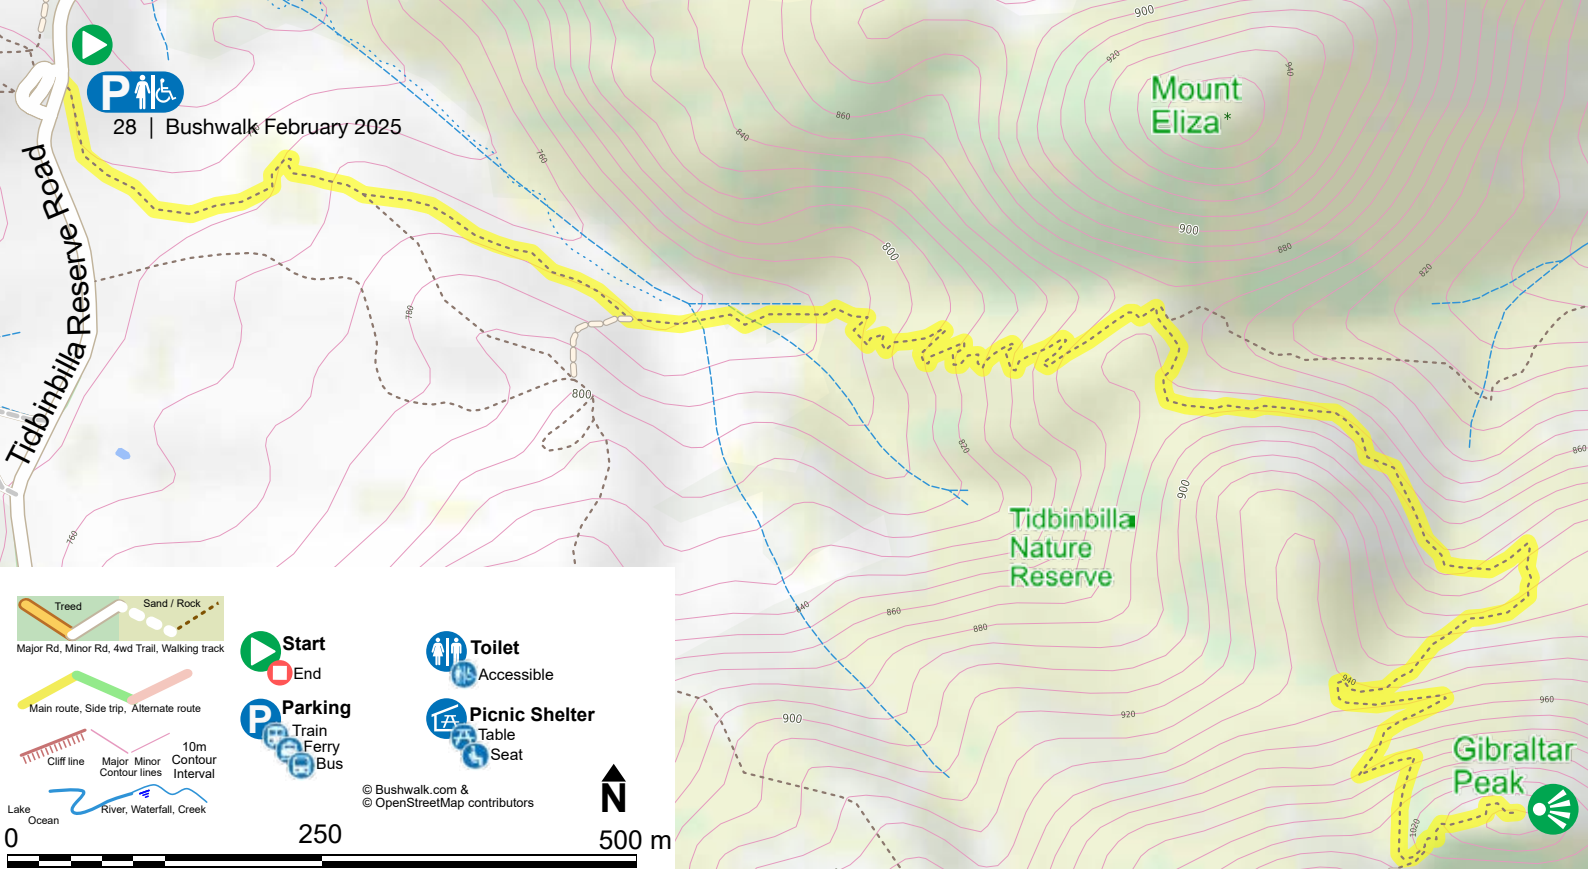 900
920
940
Mount
Eliza *
860
840
28 | Bushwalk February 2025
760
Tidbinbilla Reserve Road
900
880
800
820
780
800
820
860
900
760
Tidbinbilla
Nature
Reserve
840
860
880
940
960
900
920
Gibraltar
Peak
1020
Treed
Sand / Rock
Major Rd, Minor Rd, 4wd Trail, Walking track
Main route, Side trip, Alternate route
Cliff line
Major Minor
Contour lines
10m
Contour
Interval
Lake
Ocean
River, Waterfall, Creek
Start
End
P
Parking
Train
Ferry
Bus
Toilet
Accessible
Picnic Shelter
Table
Seat
© Bushwalk.com &
© OpenStreetMap contributors
N
0 250 500 m
P